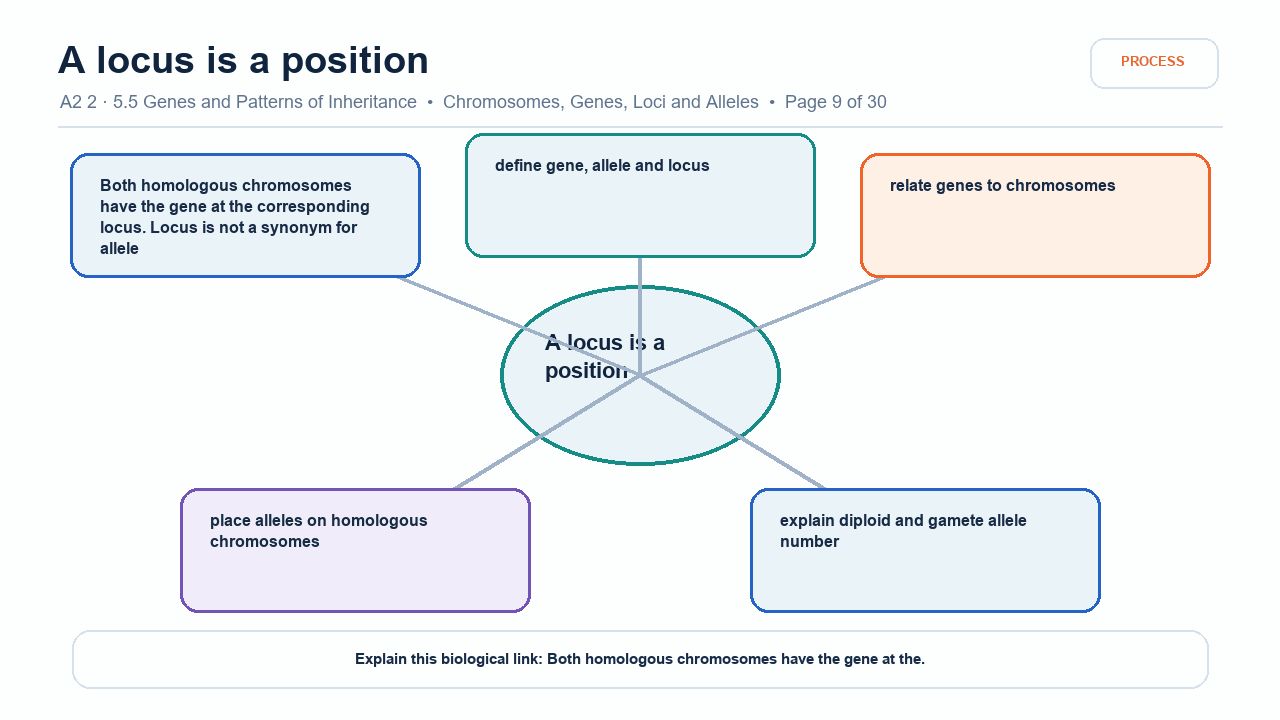 A locus is a position
PROCESS
A2 2 · 5.5 Genes and Patterns of Inheritance • Chromosomes, Genes, Loci and Alleles • Page 9 of 30
Both homologous chromosomes
have the gene at the corresponding
locus. Locus is not a synonym for
allele
define gene, allele and locus
relate genes to chromosomes
A locus is a
position
place alleles on homologous
chromosomes
explain diploid and gamete allele
number
Explain this biological link: Both homologous chromosomes have the gene at the.